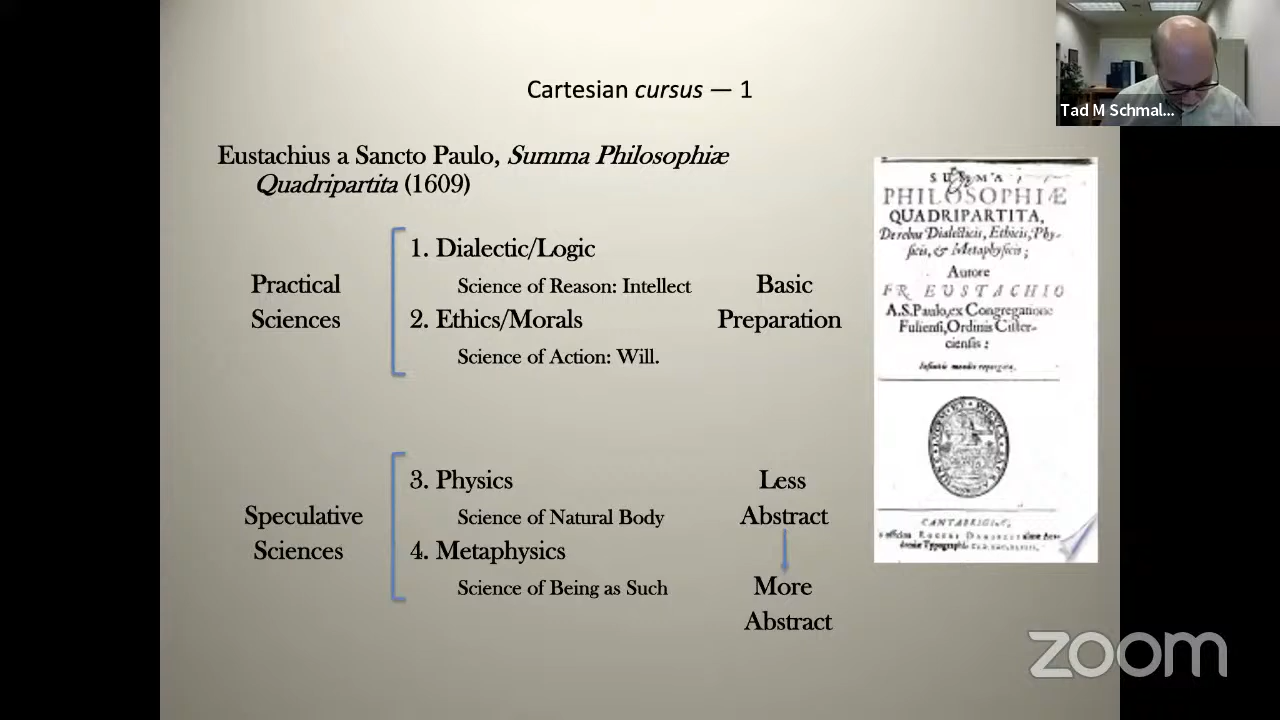 Cartesian cursus — 1
Tad M Schmal...
Eustachius a Sancto Paulo, Summa Philosophiæ
Quadripartita (1609)
Practical
Sciences
1. Dialectic/Logic
Science of Reason: Intellect
2. Ethics/Morals
Science of Action: Will.
Basic
Preparation
Speculative
Sciences
3. Physics
Science of Natural Body
4. Metaphysics
Science of Being as Such
Less
Abstract
More
Abstract
SUMMA
PHILOSOPHIÆ
QUADRIPARTITA,
De rebus Dialecticis, Ethicis, Phy-
sicis, & Metaphysicis;
Autore
FR. EUSTACHIO
A.S. Paulo, ex Congregatione
Fuliensi, Ordinis Cister-
ciensis:
CANTABRIGIÆ,
zoom